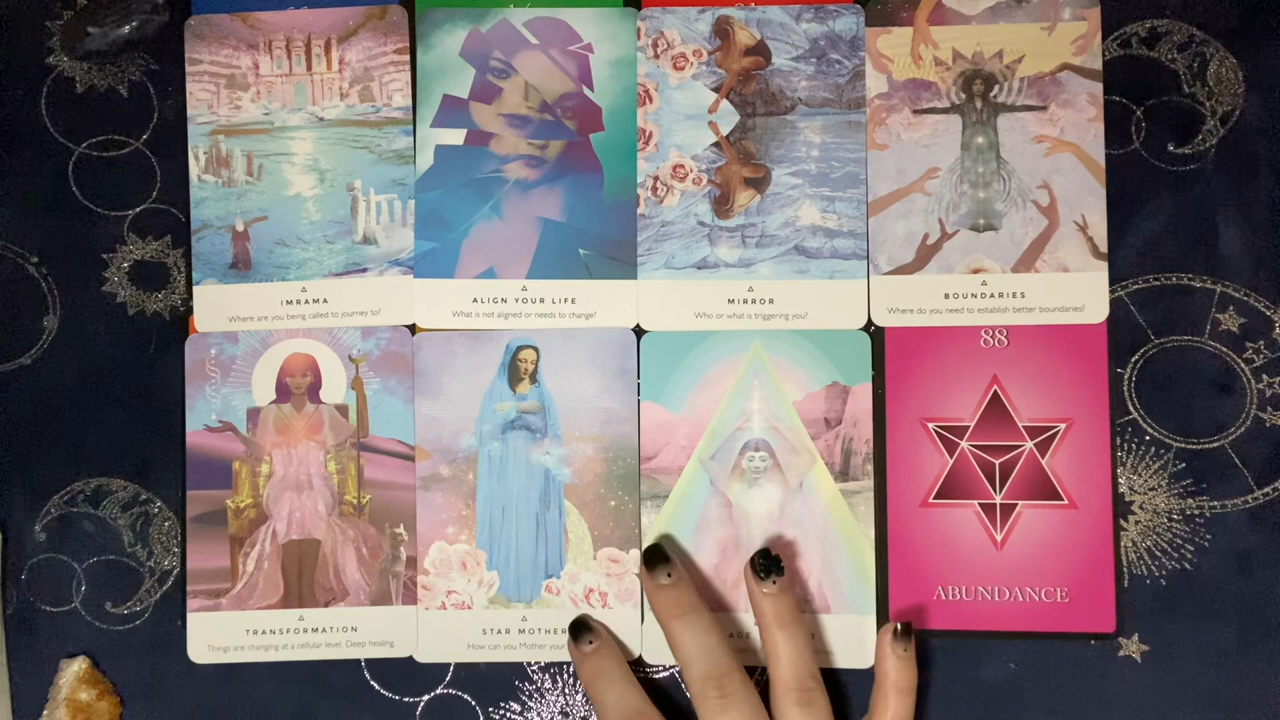 IMRAMA
Where are you being called to journey to?
ALIGN YOUR LIFE
What is not aligned or needs to change?
MIRROR
Who or what is triggering you?
BOUNDARIES
Where do you need to establish better boundaries?
TRANSFORMATION
Things are changing at a cellular level. Deep healing.
STAR MOTHER
How can you Mother your
AGE
88
ABUNDANCE